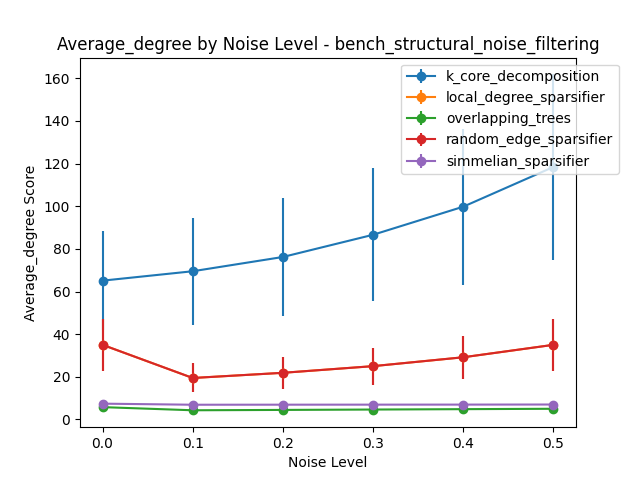 Average_degree by Noise Level - bench_structural_noise_filtering
k_core_decomposition
local_degree_sparsifier
overlapping_trees
random_edge_sparsifier
simmelian_sparsifier
Average_degree Score
160
140
120
100
80
60
40
20
0
0.0
0.1
0.2
0.3
0.4
0.5
Noise Level